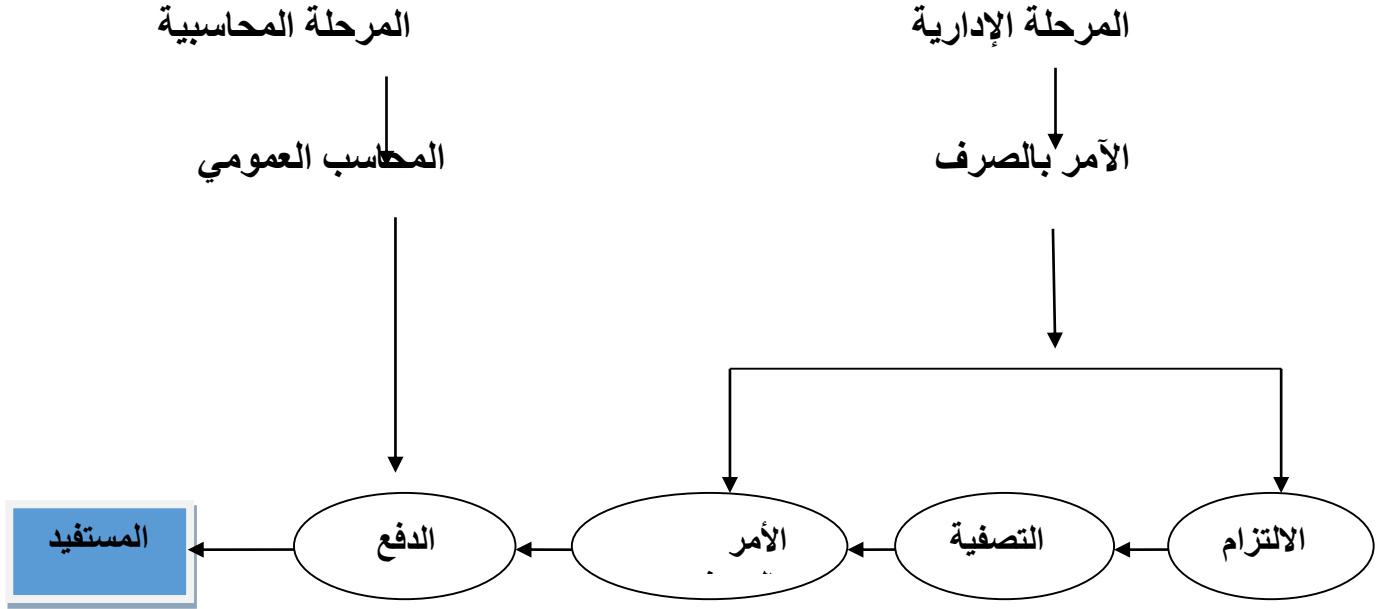 المرحلة الإدارية
المرحلة المحاسبية
الآمر بالصرف
المحاسب العمومي
الالتزام
التصفية
الأمر
الدفع
المستفيد